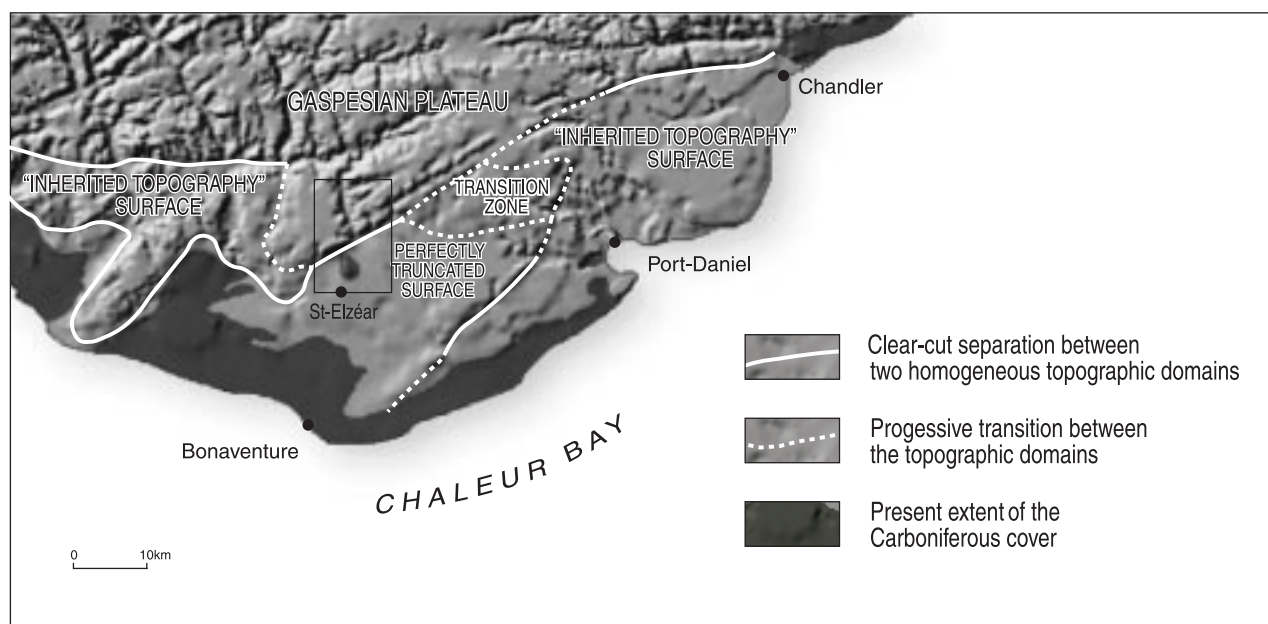 Chandler
GASPESIAN PLATEAU
"INHERITED TOPOGRAPHY"
SURFACE
"INHERITED TOPOGRAPHY"
SURFACE
TRANSITION
ZONE
PERFECTLY
TRUNCATED
SURFACE
Port-Daniel
St-Elzéar
Bonaventure
CHALEUR BAY
0 10km
Clear-cut separation between
two homogeneous topographic domains
Progessive transition between
the topographic domains
Present extent of the
Carboniferous cover